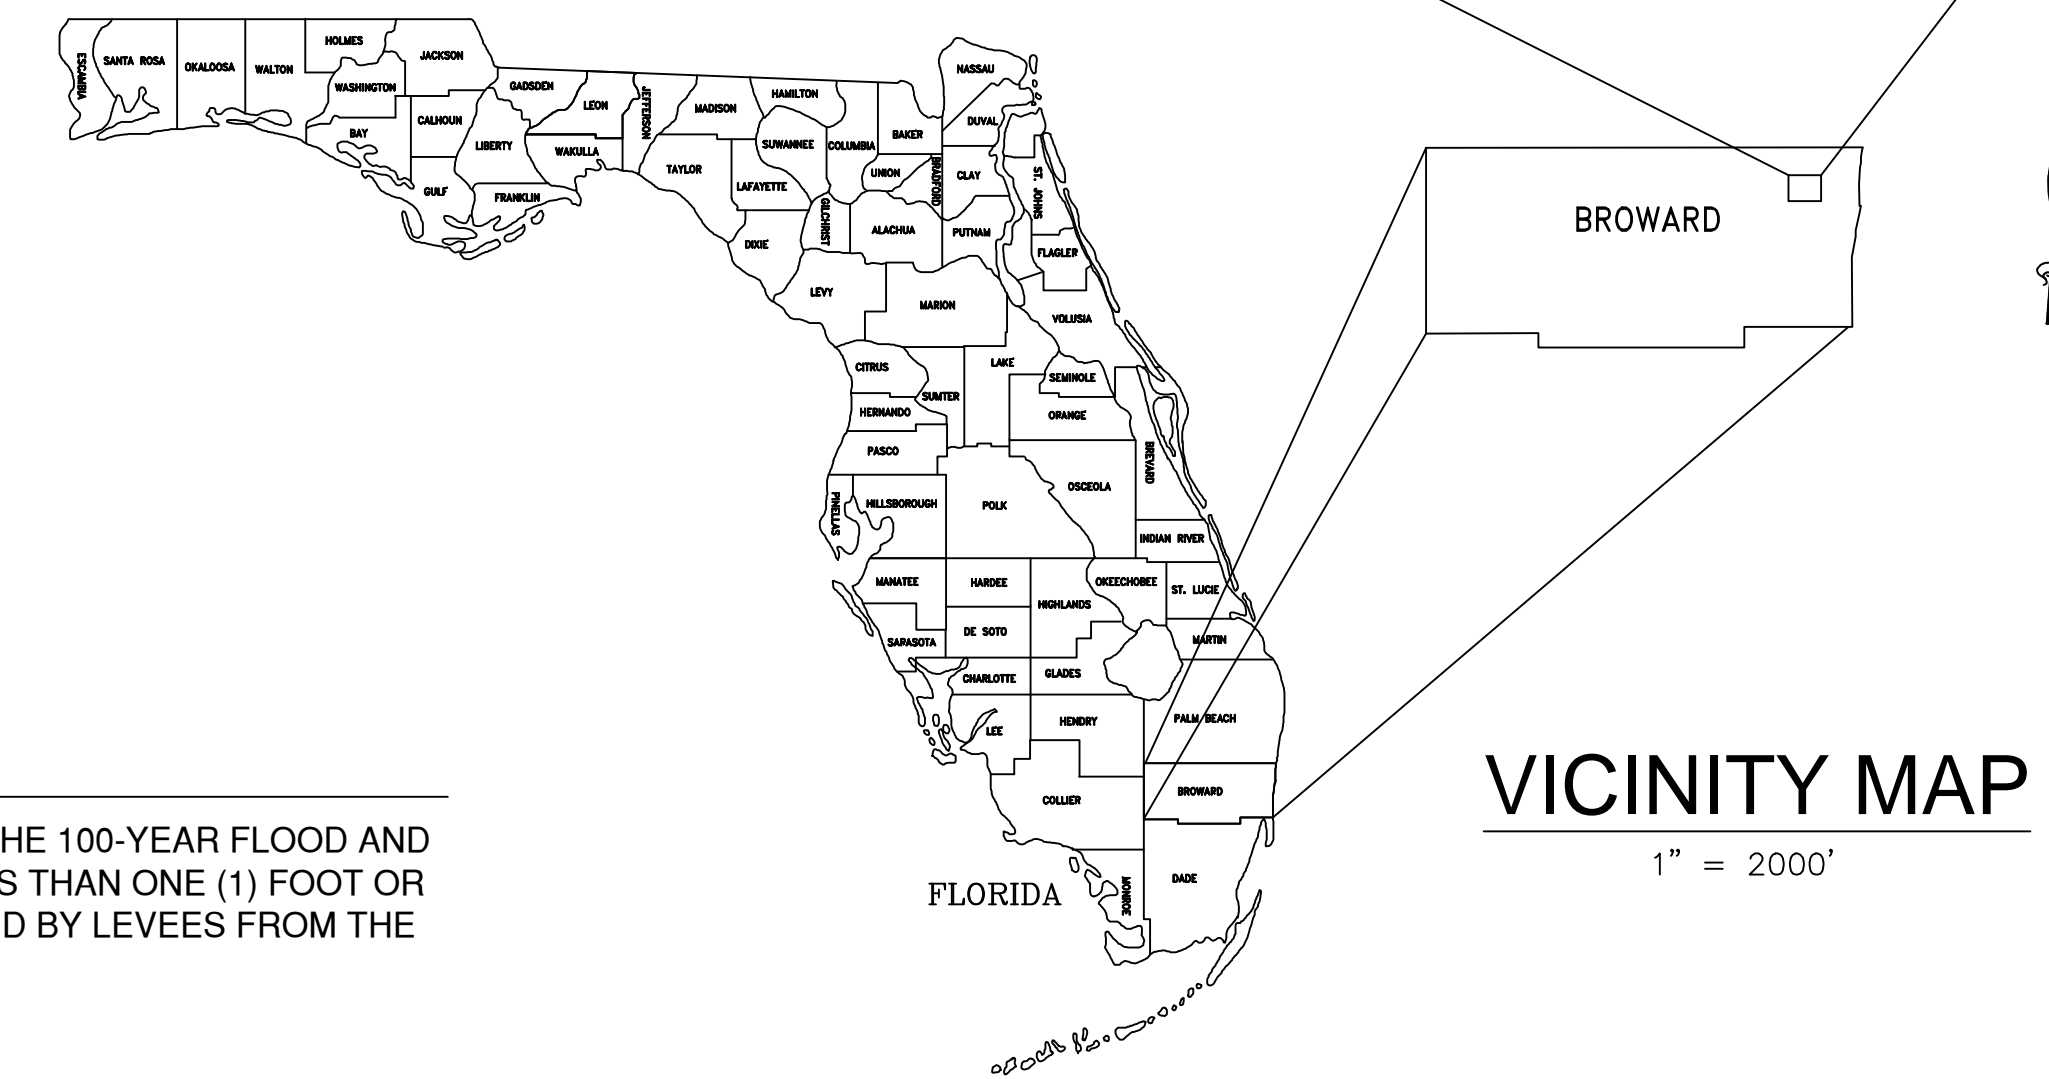 ESCAMBIA
SANTA ROSA
OKALOOSA
WALTON
HOLMES
WASHINGTON
JACKSON
BAY
CALHOUN
GULF
GADSDEN
LIBERTY
FRANKLIN
LEON
WAKULLA
JEFFERSON
MADISON
TAYLOR
HAMILTON
SUWANNEE
LAFAYETTE
DIXIE
COLUMBIA
GILCHRIST
BAKER
UNION
BRADFORD
ALACHUA
NASSAU
DUVAL
CLAY
ST. JOHNS
PUTNAM
FLAGLER
LEVY
MARION
VOLUSIA
CITRUS
SUMTER
LAKE
SEMINOLE
HERNANDO
ORANGE
PASCO
BREVARD
PINELLAS
HILLSBOROUGH
POLK
OSCEOLA
INDIAN RIVER
MANATEE
HARDEE
HIGHLANDS
OKEECHOBEE
ST. LUCIE
SARASOTA
DE SOTO
MARTIN
CHARLOTTE
GLADES
LEE
HENDRY
PALM BEACH
COLLIER
BROWARD
MONROE
DADE
FLORIDA
BROWARD
VICINITY MAP
1" = 2000'
HE 100-YEAR FLOOD AND
S THAN ONE (1) FOOT OR
D BY LEVEES FROM THE